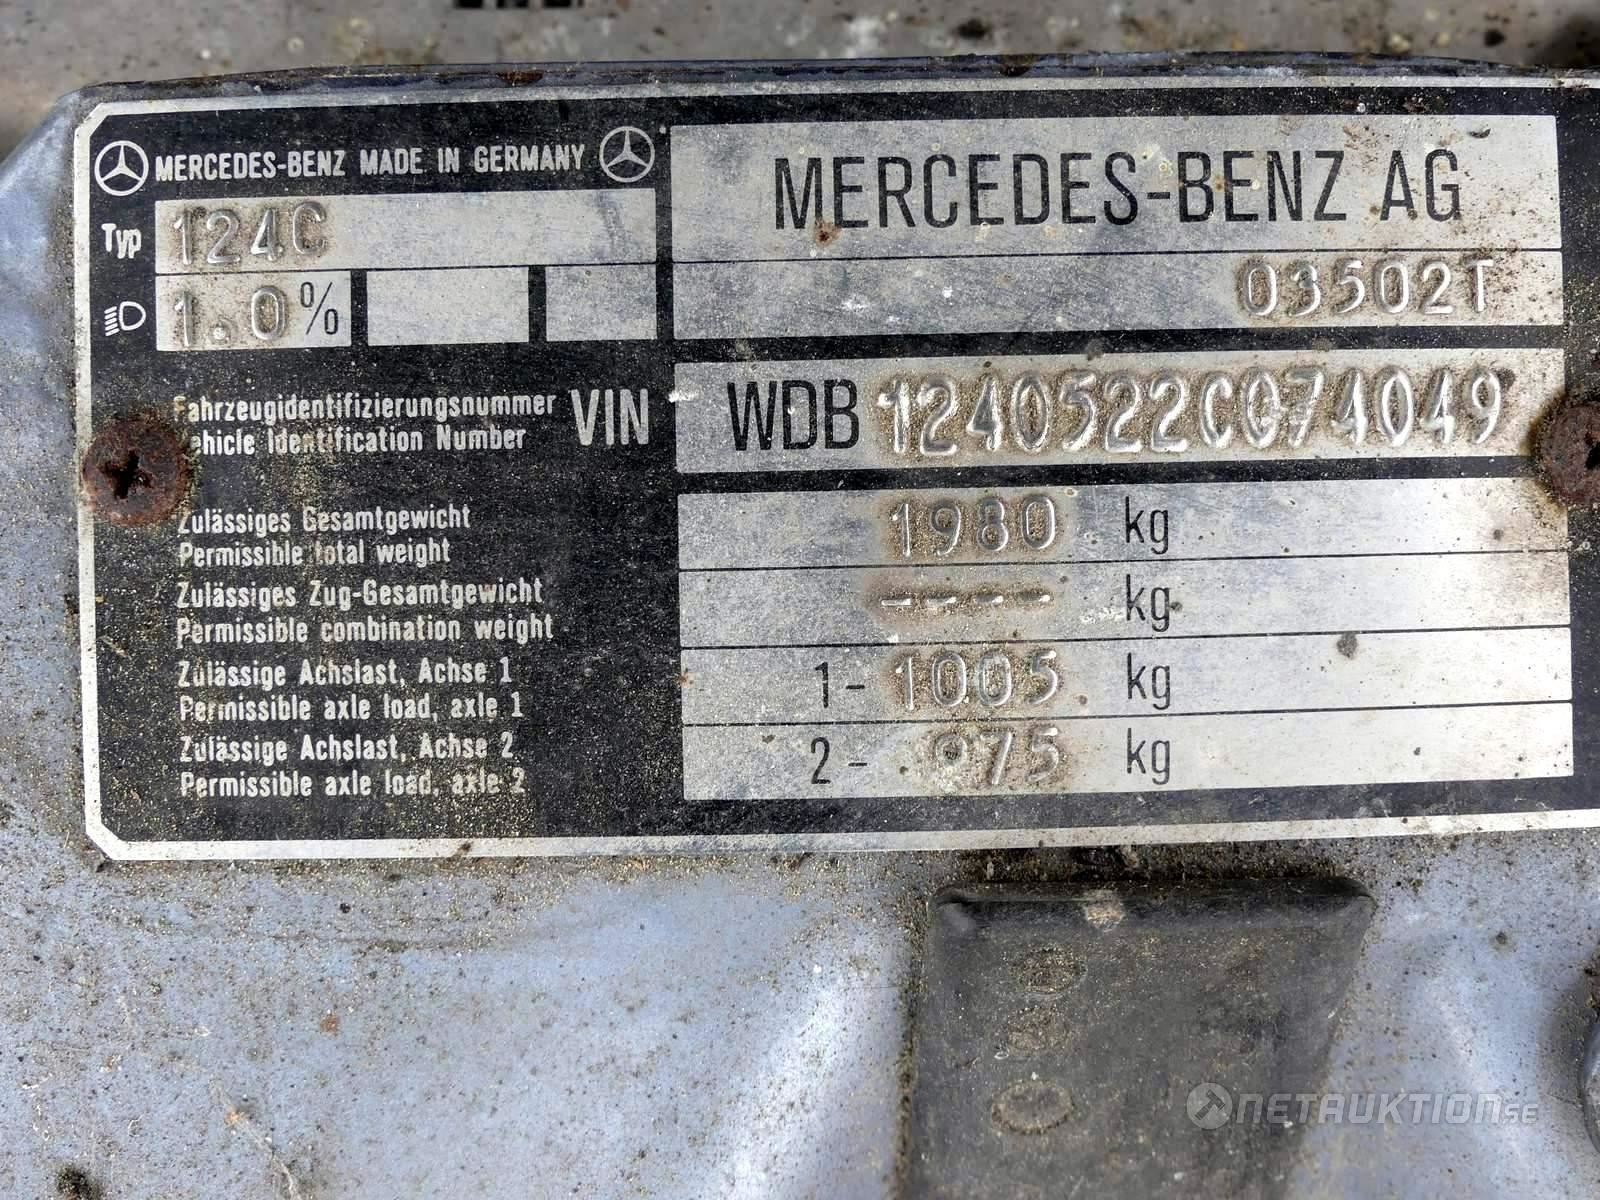 MERCEDES-BENZ MADE IN GERMANY
Typ 124C
1.0%
MERCEDES-BENZ AG
03502T
Fahrzeugidentifizierungsnummer
Vehicle Identification Number
VIN WDB 1240522C074049
Zulässiges Gesamtgewicht
Permissible total weight
1980 kg
Zulässiges Zug-Gesamtgewicht
Permissible combination weight
---- kg
Zulässige Achslast, Achse 1
Permissible axle load, axle 1
1- 1005 kg
Zulässige Achslast, Achse 2
Permissible axle load, axle 2
2- 975 kg
NETAUKTION.SE